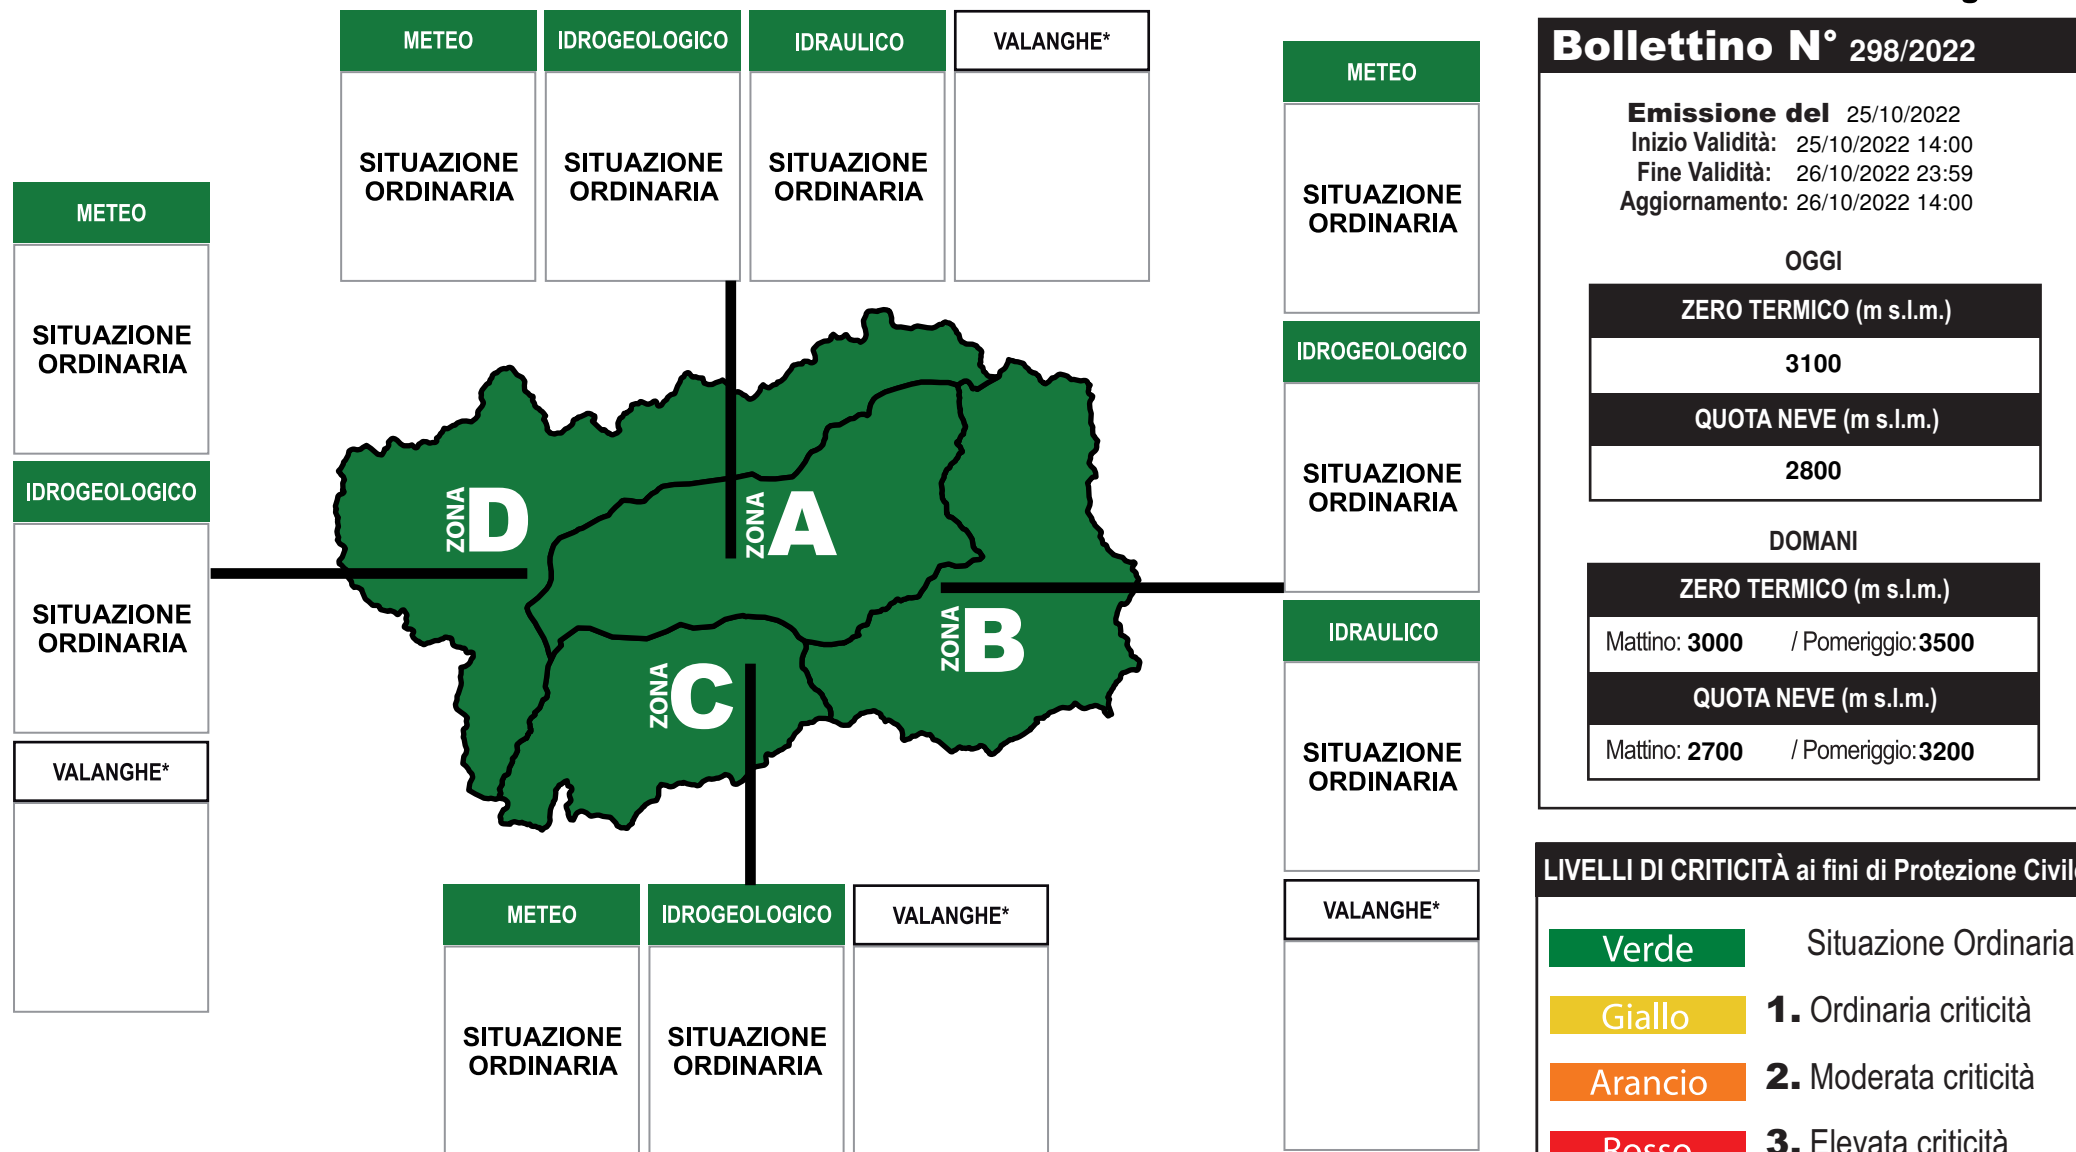 METEO
IDROGEOLOGICO
IDRAULICO
VALANGHE*
SITUAZIONE
ORDINARIA
SITUAZIONE
ORDINARIA
SITUAZIONE
ORDINARIA
METEO
SITUAZIONE
ORDINARIA
IDROGEOLOGICO
SITUAZIONE
ORDINARIA
VALANGHE*
ZONA D
ZONA A
ZONA B
ZONA C
METEO
SITUAZIONE
ORDINARIA
IDROGEOLOGICO
SITUAZIONE
ORDINARIA
IDRAULICO
SITUAZIONE
ORDINARIA
VALANGHE*
METEO
IDROGEOLOGICO
VALANGHE*
SITUAZIONE
ORDINARIA
SITUAZIONE
ORDINARIA
Bollettino N° 298/2022
Emissione del 25/10/2022
Inizio Validità: 25/10/2022 14:00
Fine Validità: 26/10/2022 23:59
Aggiornamento: 26/10/2022 14:00
OGGI
ZERO TERMICO (m s.l.m.)
3100
QUOTA NEVE (m s.l.m.)
2800
DOMANI
ZERO TERMICO (m s.l.m.)
Mattino: 3000 / Pomeriggio: 3500
QUOTA NEVE (m s.l.m.)
Mattino: 2700 / Pomeriggio: 3200
LIVELLI DI CRITICITÀ ai fini di Protezione Civile
Verde Situazione Ordinaria
Giallo 1. Ordinaria criticità
Arancio 2. Moderata criticità
Rosso 3. Elevata criticità